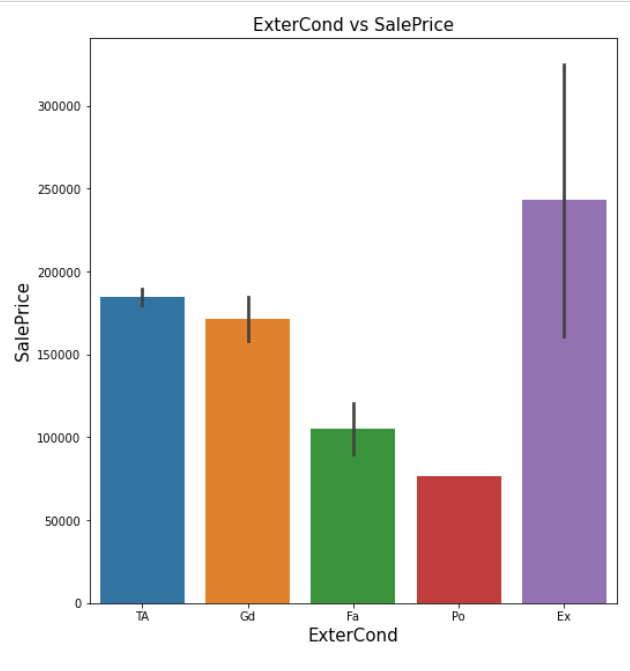 ExterCond vs SalePrice
300000
250000
200000
150000
100000
50000
0
SalePrice
TA Gd Fa Po Ex
ExterCond